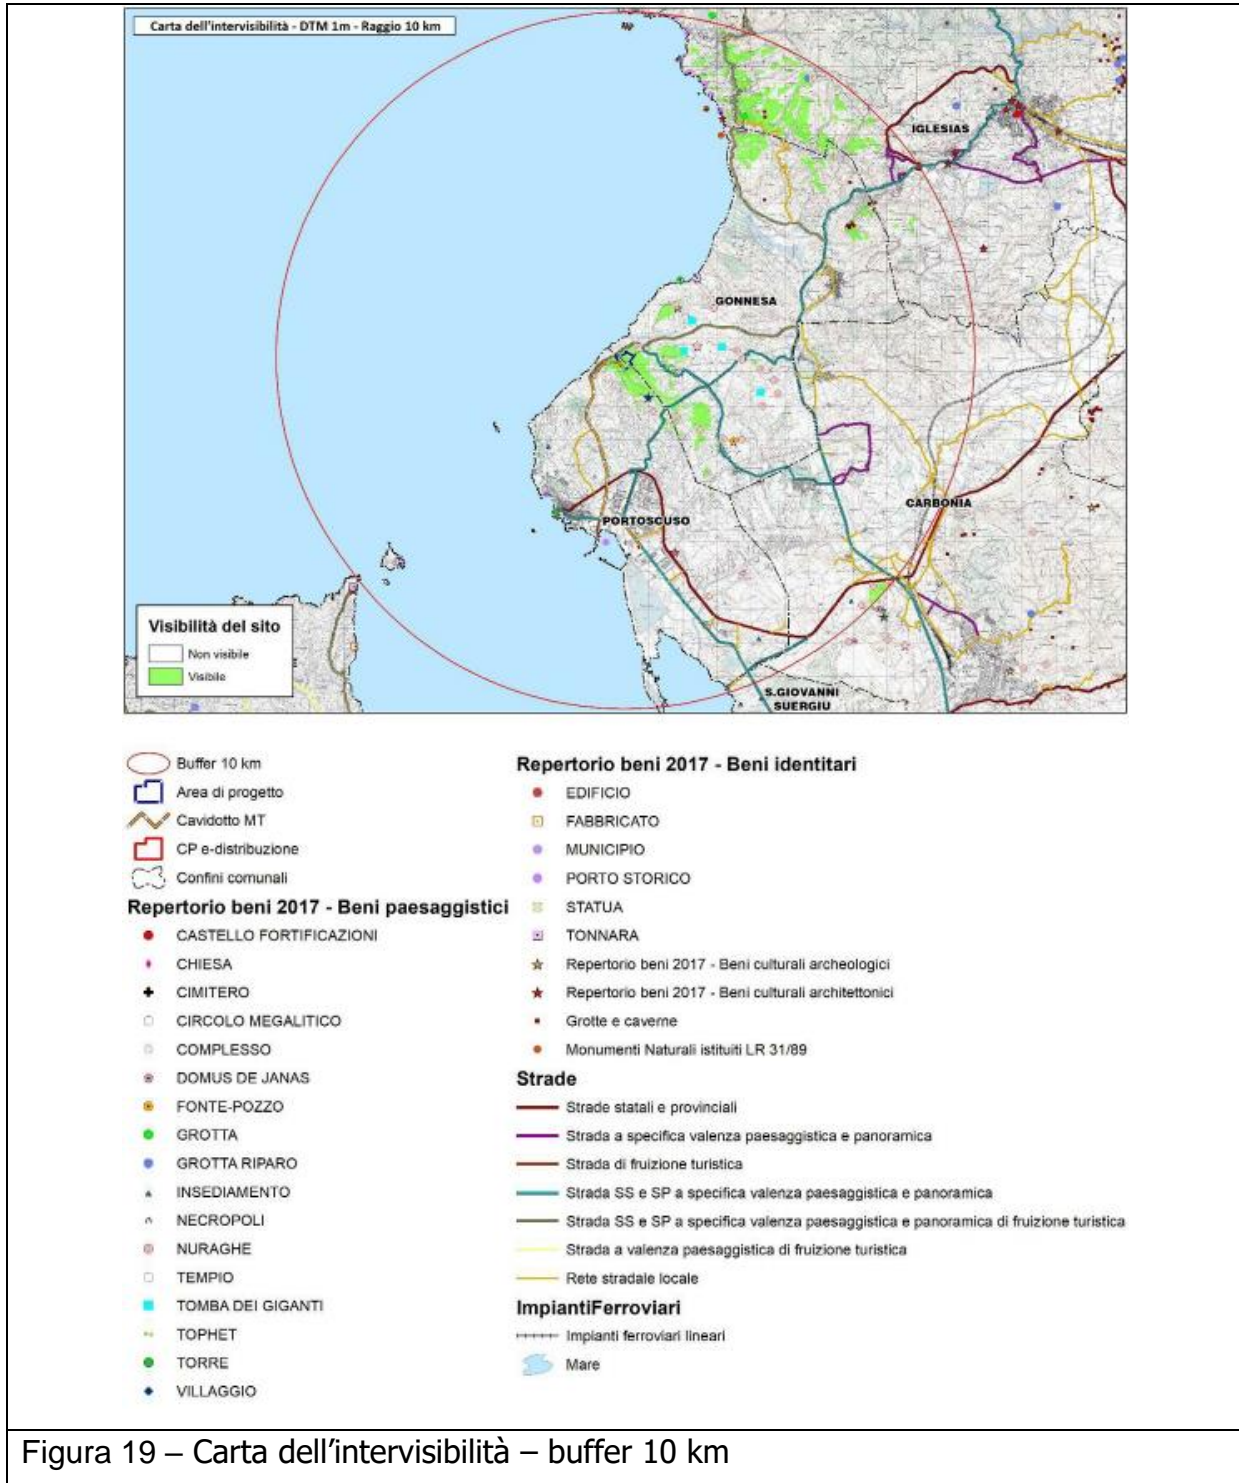 Carta dell'intervisibilità - DTM 1m - Raggio 10 km
IGLESIAS
GONNESA
CARBONIA
PORTOSCUSO
S.GIOVANNI
SUERGIU
Visibilità del sito
Non visibile
Visibile
Buffer 10 km
Area di progetto
Cavidotto MT
CP e-distribuzione
Confini comunali
Repertorio beni 2017 - Beni paesaggistici
CASTELLO FORTIFICAZIONI
CHIESA
CIMITERO
CIRCOLO MEGALITICO
COMPLESSO
DOMUS DE JANAS
FONTE-POZZO
GROTTA
GROTTA RIPARO
INSEDIAMENTO
NECROPOLI
NURAGHE
TEMPIO
TOMBA DEI GIGANTI
TOPHET
TORRE
VILLAGGIO
Repertorio beni 2017 - Beni identitari
EDIFICIO
FABBRICATO
MUNICIPIO
PORTO STORICO
STATUA
TONNARA
Repertorio beni 2017 - Beni culturali archeologici
Repertorio beni 2017 - Beni culturali architettonici
Grotte e caverne
Monumenti Naturali istituiti LR 31/89
Strade
Strade statali e provinciali
Strada a specifica valenza paesaggistica e panoramica
Strada di fruizione turistica
Strada SS e SP a specifica valenza paesaggistica e panoramica
Strada SS e SP a specifica valenza paesaggistica e panoramica di fruizione turistica
Strada a valenza paesaggistica di fruizione turistica
Rete stradale locale
ImpiantiFerroviari
Impianti ferroviari lineari
Mare
Figura 19 – Carta dell'intervisibilità – buffer 10 km